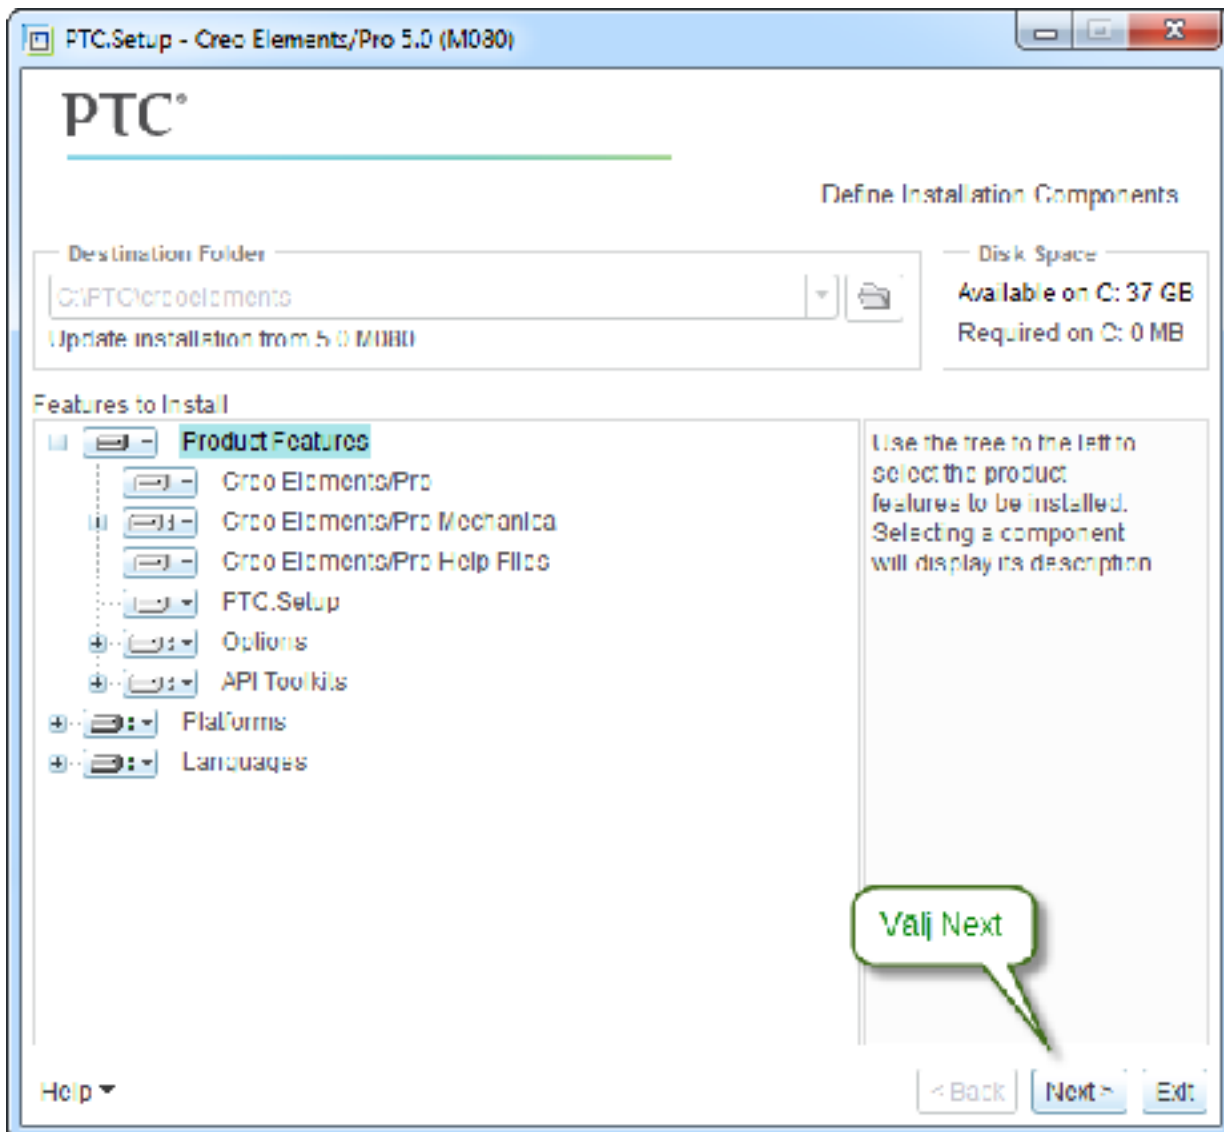 PTC.Setup - Creo Elements/Pro 5.0 (M080)
PTC®
Define Installation Components
Destination Folder
C:\PTC\creoelements
Update installation from 5.0 M080
Disk Space
Available on C: 37 GB
Required on C: 0 MB
Features to Install
Product Features
Creo Elements/Pro
Creo Elements/Pro Mechanica
Creo Elements/Pro Help Files
PTC.Setup
Options
API Toolkits
Platforms
Languages
Use the tree to the left to
select the product
features to be installed.
Selecting a component
will display its description
Välj Next
Help
< Back
Next >
Exit